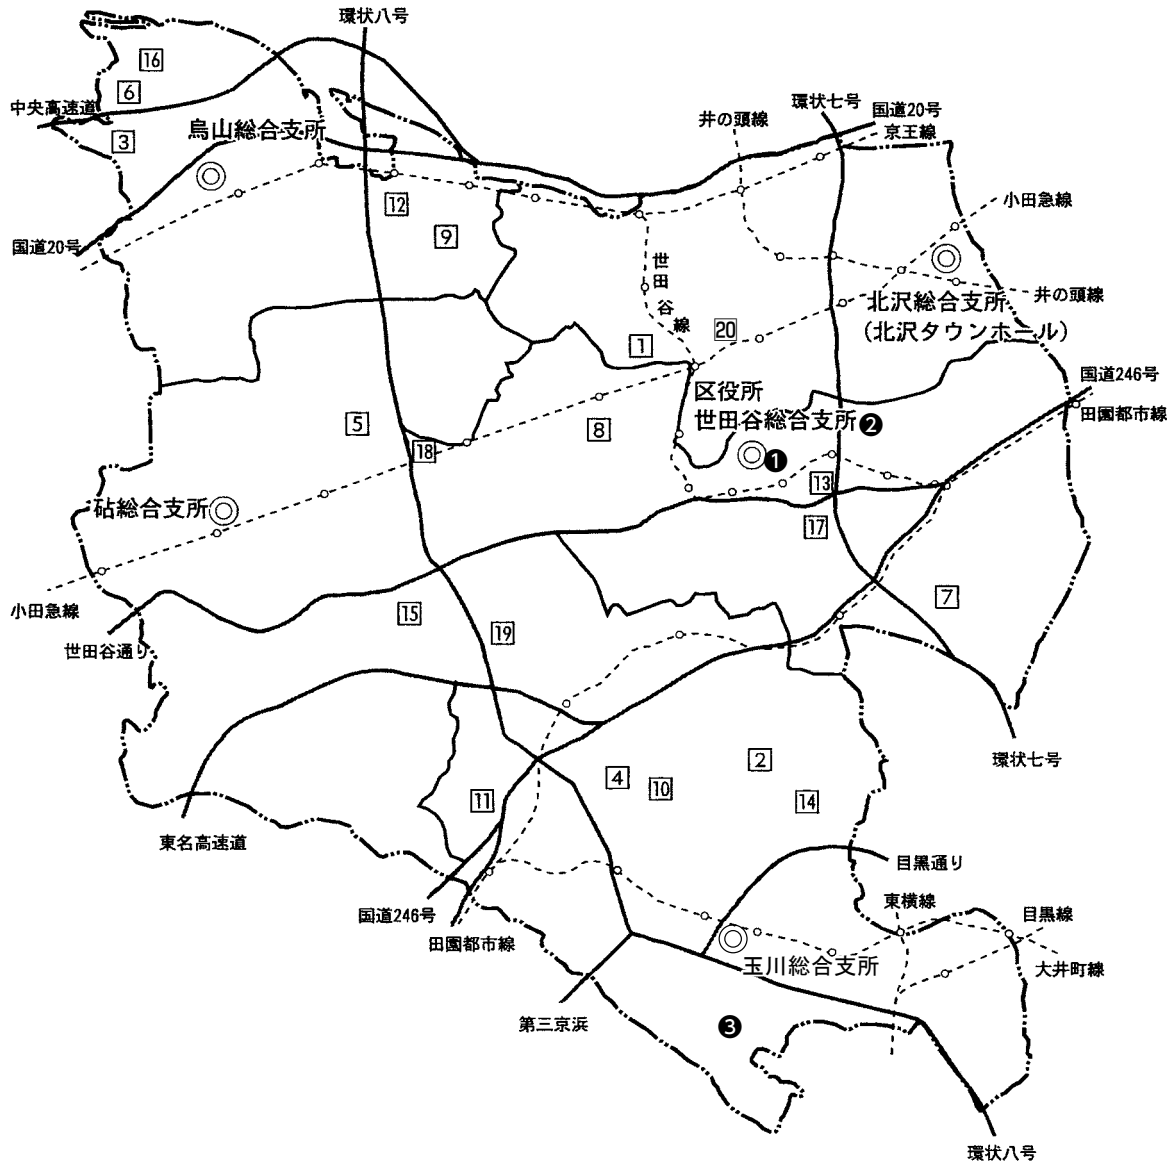 環状八号
16
6
中央高速道
環状七号
国道20号
井の頭線
京王線
烏山総合支所
3
12
小田急線
9
国道20号
世田谷線
北沢総合支所
(北沢タウンホール)
井の頭線
20
1
国道246号
田園都市線
区役所
世田谷総合支所
❷
5
8
18
❶
13
砧総合支所
17
7
小田急線
15
19
世田谷通り
環状七号
2
4
10
14
11
東名高速道
目黒通り
国道246号
田園都市線
東横線
目黒線
玉川総合支所
大井町線
第三京浜
❸
環状八号